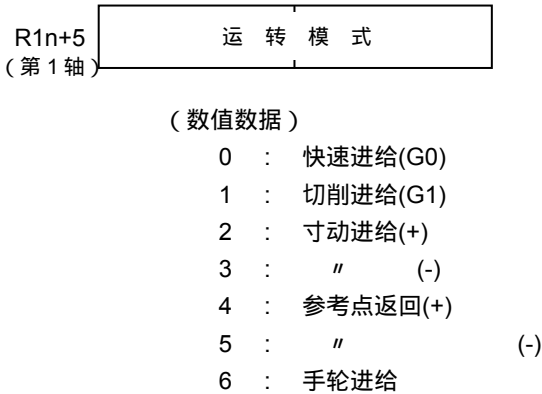 R1n+5 运 转 模 式
(第 1 轴)
(数值数据)
0 : 快速进给(G0)
1 : 切削进给(G1)
2 : 寸动进给(+)
3 : 〃 (-)
4 : 参考点返回(+)
5 : 〃 (-)
6 : 手轮进给